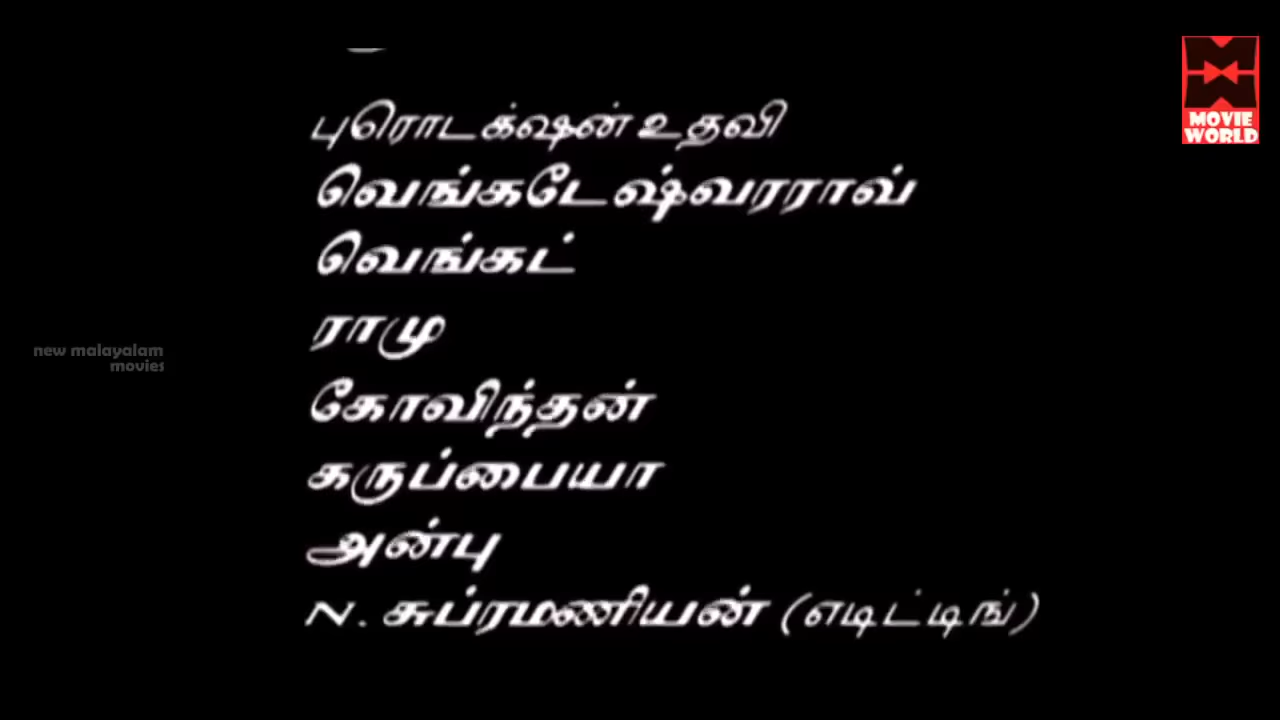 புரொடக்ஷன் உதவி
வெங்கடேஷ்வரராவ்
வெங்கட்
ராமு
கோவிந்தன்
கருப்பையா
அன்பு
N. சுப்ரமணியன் (எடிட்டிங்)
MOVIE
WORLD
new malayalam
movies